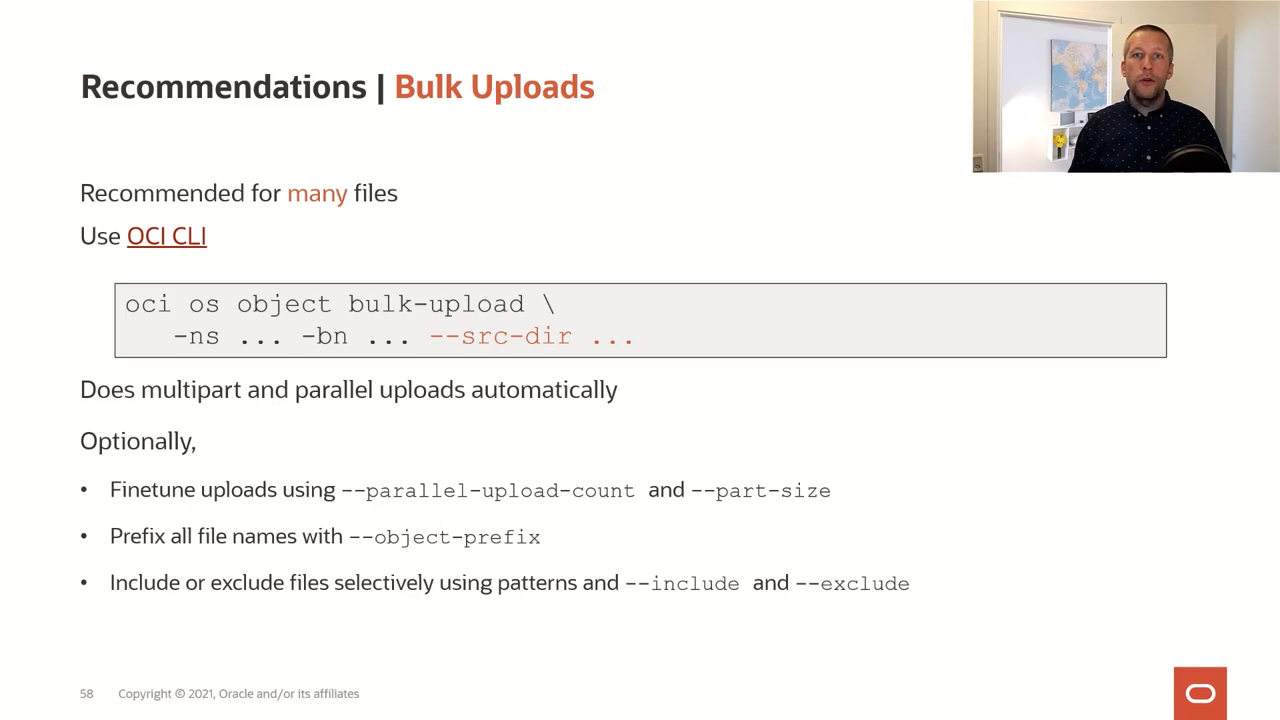 Recommendations | Bulk Uploads
Recommended for many files
Use OCI CLI
oci os object bulk-upload \
-ns ... -bn ... --src-dir ...
Does multipart and parallel uploads automatically
Optionally,
• Finetune uploads using --parallel-upload-count and --part-size
• Prefix all file names with --object-prefix
• Include or exclude files selectively using patterns and --include and --exclude
58 Copyright © 2021, Oracle and/or its affiliates